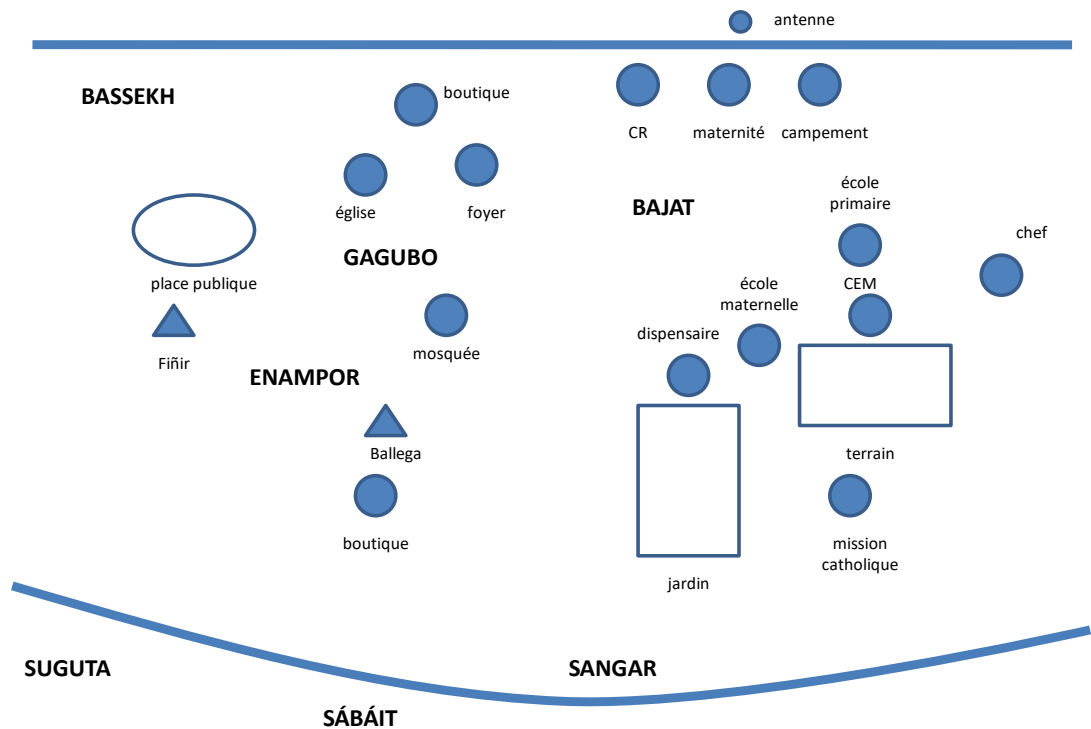 antenne
BASSEKH
boutique
CR
maternité
campement
école
primaire
église
foyer
BAJAT
chef
GAGUBO
place publique
école
maternelle
CEM
dispensaire
mosquée
Fiñir
ENAMPOR
Ballega
terrain
boutique
mission
catholique
jardin
SUGUTA
SANGAR
SÁBÁIT